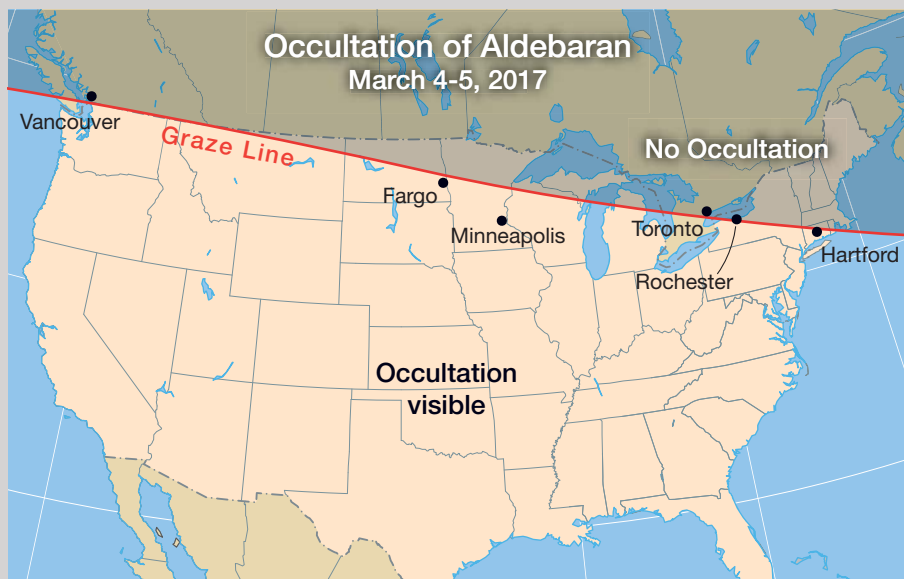 Occultation of Aldebaran
March 4-5, 2017
Vancouver
Graze Line
No Occultation
Fargo
Minneapolis
Toronto
Hartford
Rochester
Occultation
visible